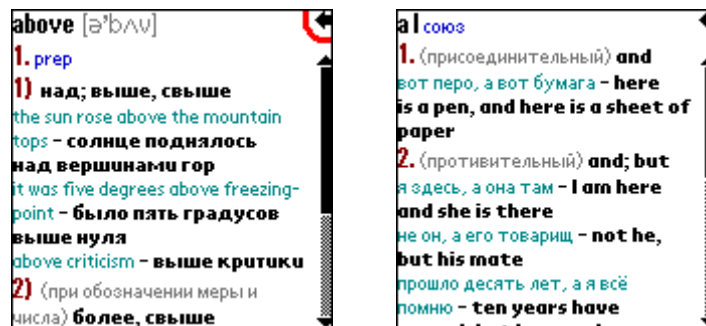 above [ə'bʌv]
1. prep
1) над; выше, свыше
the sun rose above the mountain
tops – солнце поднялось
над вершинами гор
it was five degrees above freezing-
point – было пять градусов
выше нуля
above criticism – выше критики
2) (при обозначении меры и
числа) более, свыше
a I союз
1. (присоединительный) and
вот перо, а вот бумага – here
is a pen, and here is a sheet of
paper
2. (противительный) and; but
я здесь, а она там – I am here
and she is there
не он, а его товарищ – not he,
but his mate
прошло десять лет, а я всё
помню – ten years have